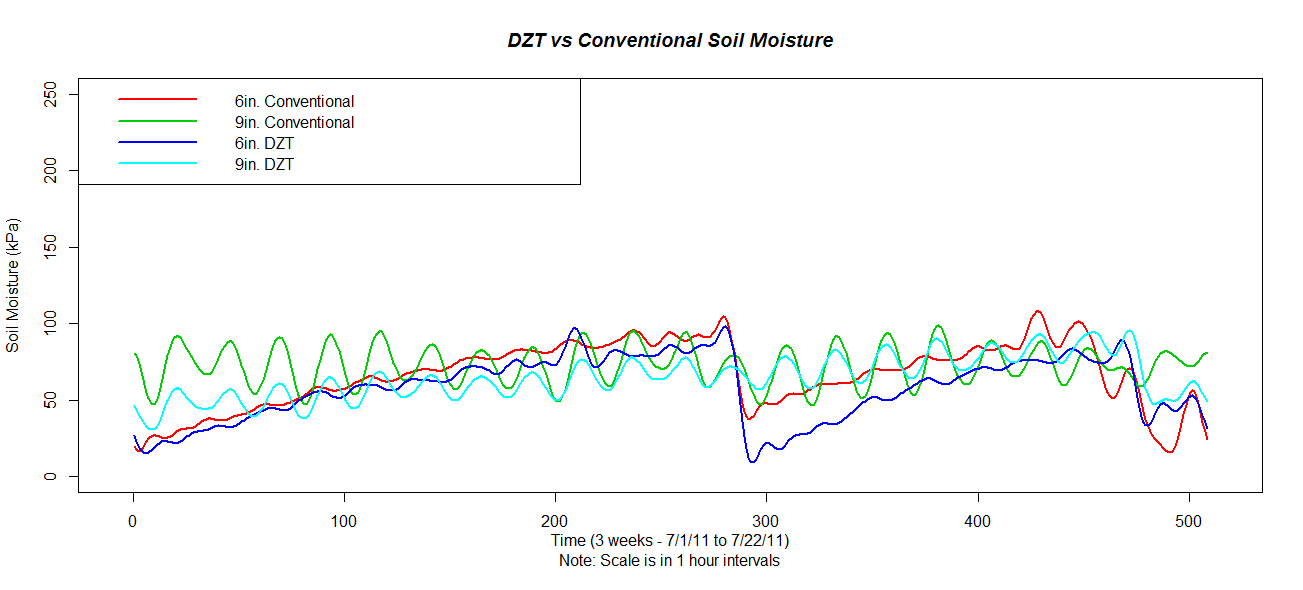 DZT vs Conventional Soil Moisture
6in. Conventional
9in. Conventional
6in. DZT
9in. DZT
Soil Moisture (kPa)
250
200
150
100
50
0
0 100 200 300 400 500
Time (3 weeks - 7/1/11 to 7/22/11)
Note: Scale is in 1 hour intervals